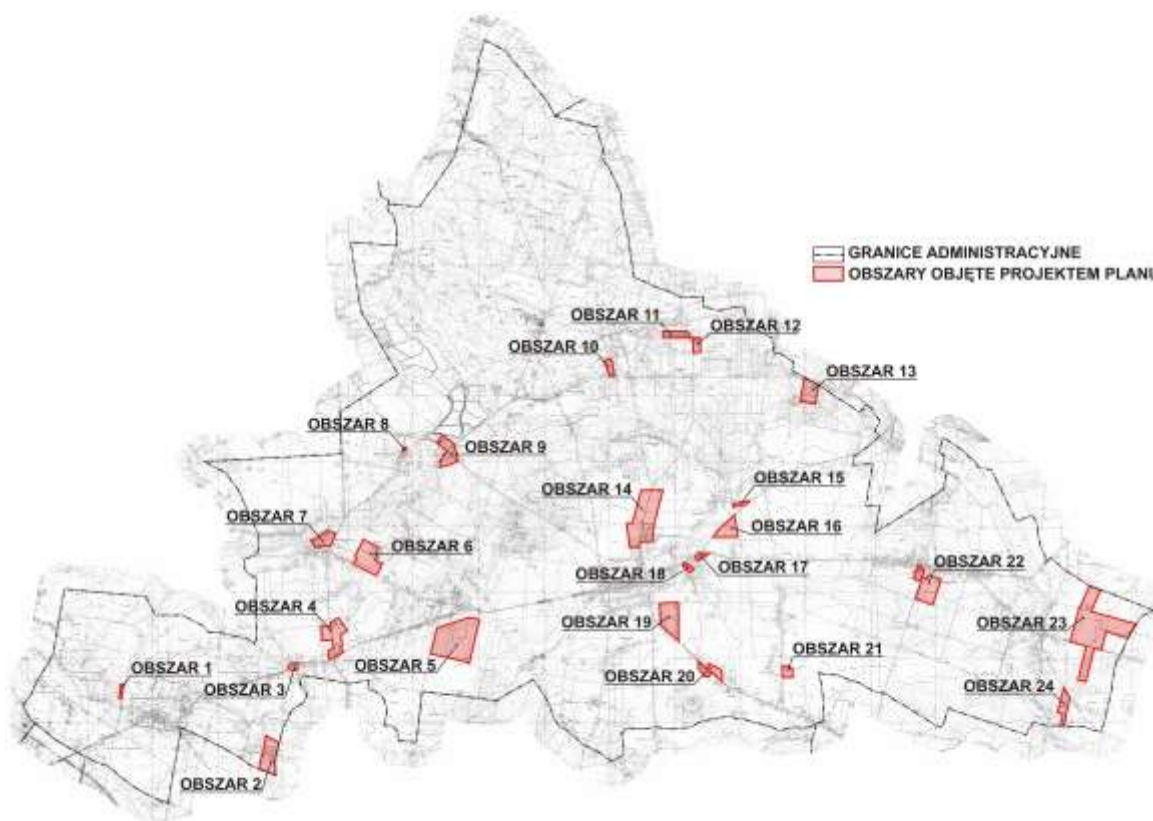 GRANICE ADMINISTRACYJNE
OBSZARY OBJĘTE PROJEKTEM PLANU
OBSZAR 11
OBSZAR 12
OBSZAR 10
OBSZAR 13
OBSZAR 8
OBSZAR 9
OBSZAR 15
OBSZAR 14
OBSZAR 7
OBSZAR 16
OBSZAR 6
OBSZAR 17
OBSZAR 22
OBSZAR 18
OBSZAR 4
OBSZAR 19
OBSZAR 23
OBSZAR 21
OBSZAR 5
OBSZAR 1
OBSZAR 20
OBSZAR 3
OBSZAR 24
OBSZAR 2